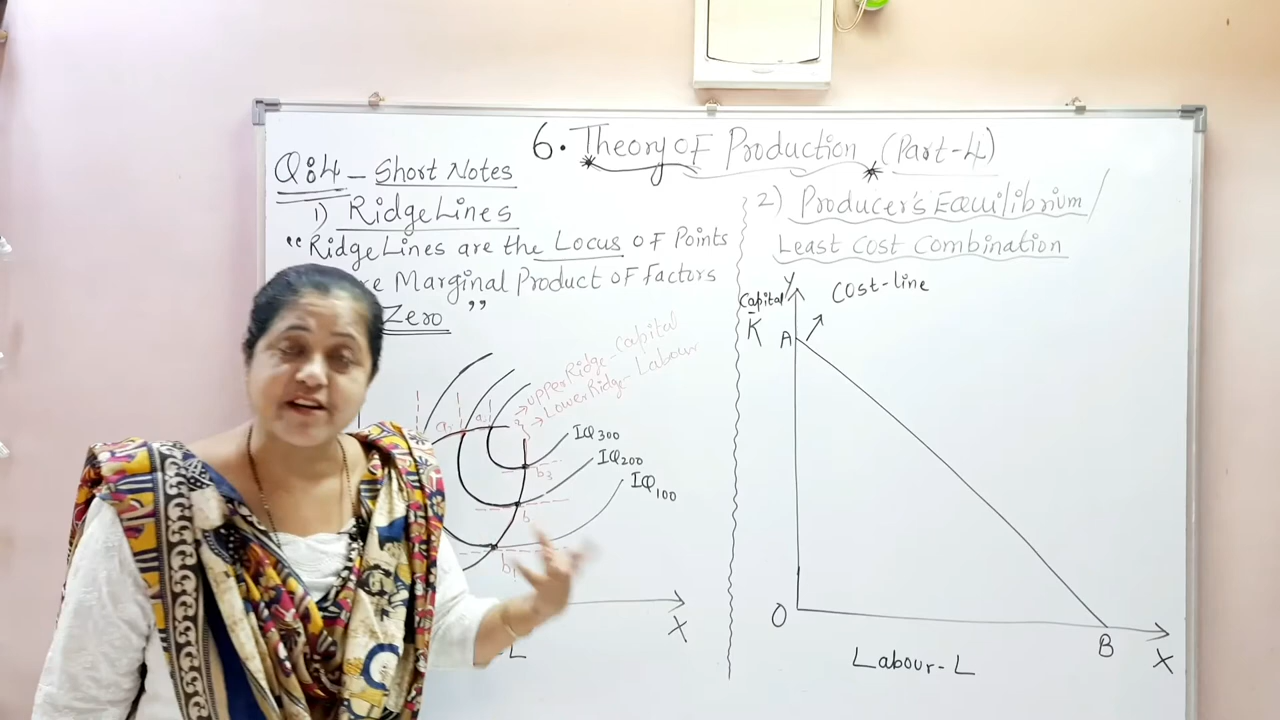 6. Theory of Production (Part-4)
Q:4 - Short Notes
1) Ridge Lines
"Ridge Lines are the Locus of Points
Marginal Product of factors
Zero"
→ upper Ridge - Capital
→ Lower Ridge - Labour
IQ300
IQ200
IQ100
b3
b
b1
X
2) Producer's Equilibrium /
Least Cost Combination
Y
Capital
K
Cost-line
A
O
B
X
Labour - L